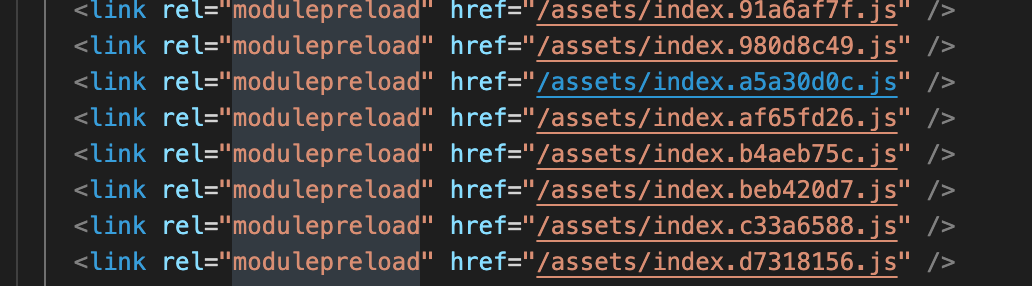 <link rel="modulepreload" href="/assets/index.91a6af7f.js" />
<link rel="modulepreload" href="/assets/index.980d8c49.js" />
<link rel="modulepreload" href="/assets/index.a5a30d0c.js" />
<link rel="modulepreload" href="/assets/index.af65fd26.js" />
<link rel="modulepreload" href="/assets/index.b4aeb75c.js" />
<link rel="modulepreload" href="/assets/index.beb420d7.js" />
<link rel="modulepreload" href="/assets/index.c33a6588.js" />
<link rel="modulepreload" href="/assets/index.d7318156.js" />